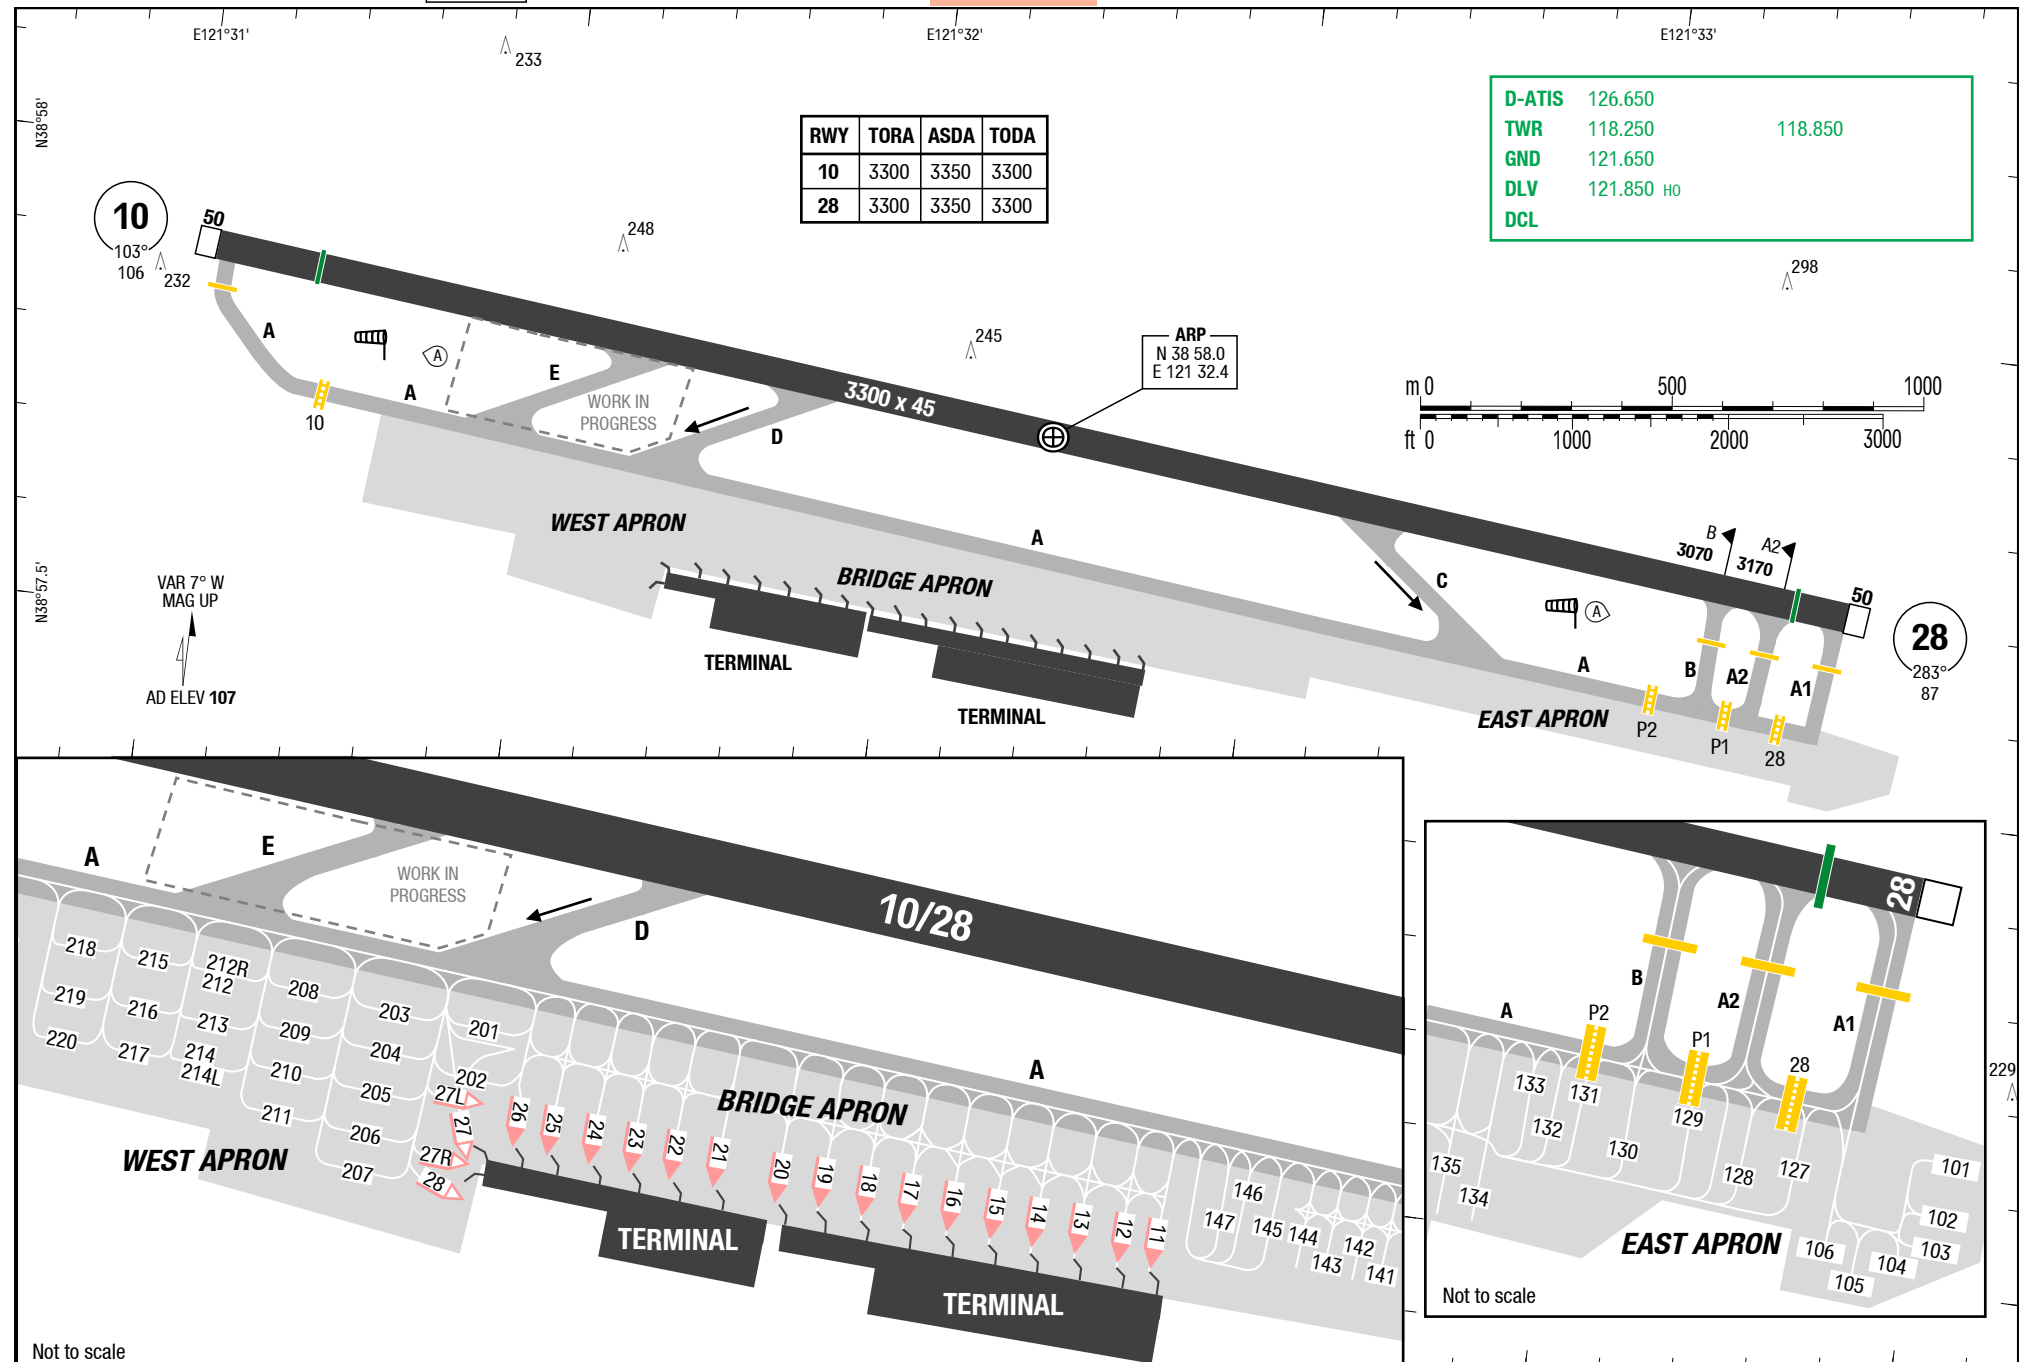 E121°31'
E121°32'
E121°33'
233
N38°58'
D-ATIS 126.650
TWR 118.250 118.850
GND 121.650
DLV 121.850 HO
DCL
RWY TORA ASDA TODA
10 3300 3350 3300
28 3300 3350 3300
10
103°
106
50
232
248
298
245
ARP
N 38 58.0
E 121 32.4
A
A
E
A
WORK IN
PROGRESS
D
10
3300 x 45
m 0 500 1000
ft 0 1000 2000 3000
WEST APRON
A
BRIDGE APRON
C
B
3070
A2
3170
50
28
283°
87
A
A
B
A2
A1
N38°57.5'
VAR 7° W
MAG UP
AD ELEV 107
TERMINAL
TERMINAL
EAST APRON
P2
P1
28
A
E
WORK IN
PROGRESS
D
10/28
A
218
219
220
215
216
217
212R
212
213
214
214L
208
209
210
211
203
204
205
206
207
201
202
27L
27
27R
28
26
25
24
23
22
21
20
19
18
17
16
15
14
13
12
11
BRIDGE APRON
WEST APRON
147
146
145
144
143
142
141
TERMINAL
TERMINAL
Not to scale
28
B
A2
A1
A
P2
P1
28
133
131
132
129
130
128
127
135
134
101
102
103
104
105
106
EAST APRON
Not to scale
229